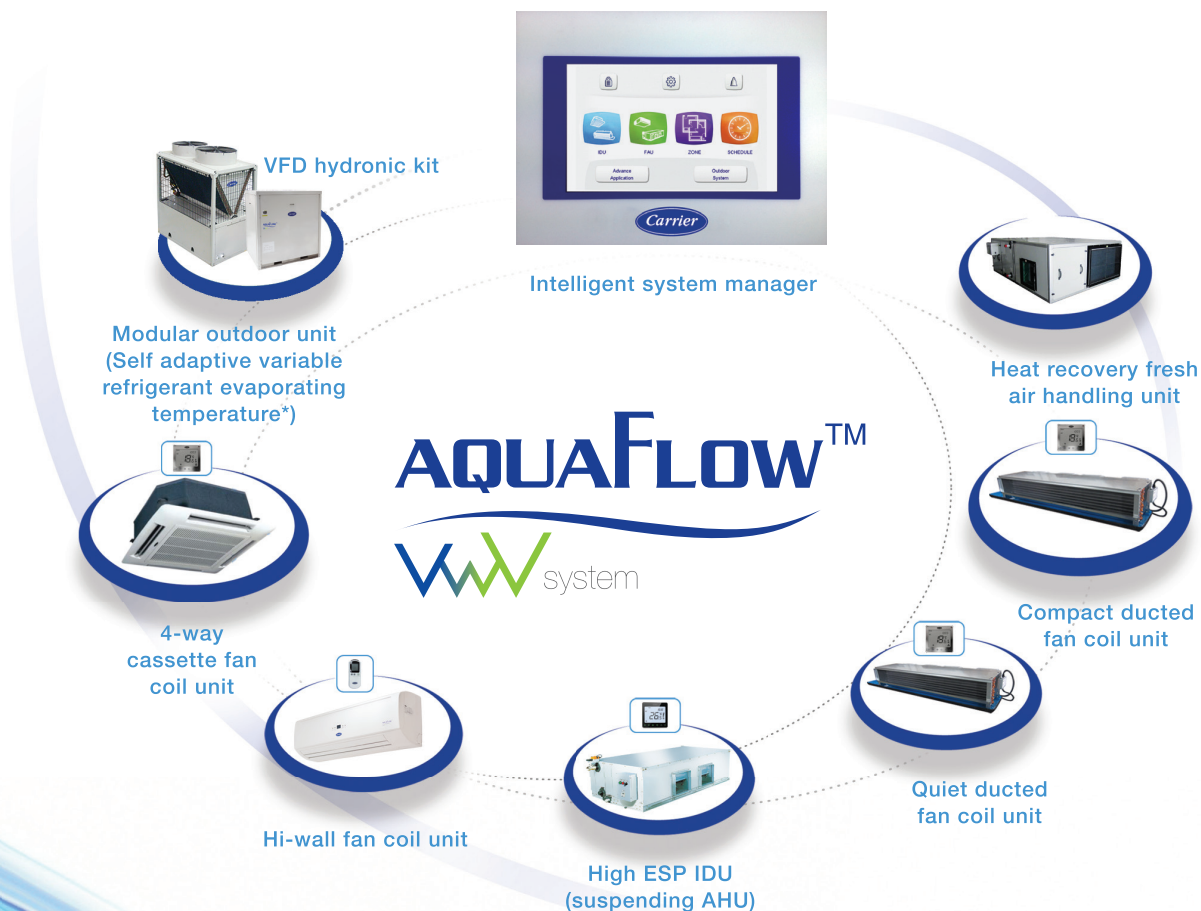 IDU
FAU
ZONE
SCHEDULE
Advance
Application
Outdoor
System
Carrier
Intelligent system manager
VFD hydronic kit
Modular outdoor unit
(Self adaptive variable
refrigerant evaporating
temperature*)
Heat recovery fresh
air handling unit
AQUAFLOW™
VWV system
4-way
cassette fan
coil unit
Compact ducted
fan coil unit
Hi-wall fan coil unit
Quiet ducted
fan coil unit
High ESP IDU
(suspending AHU)